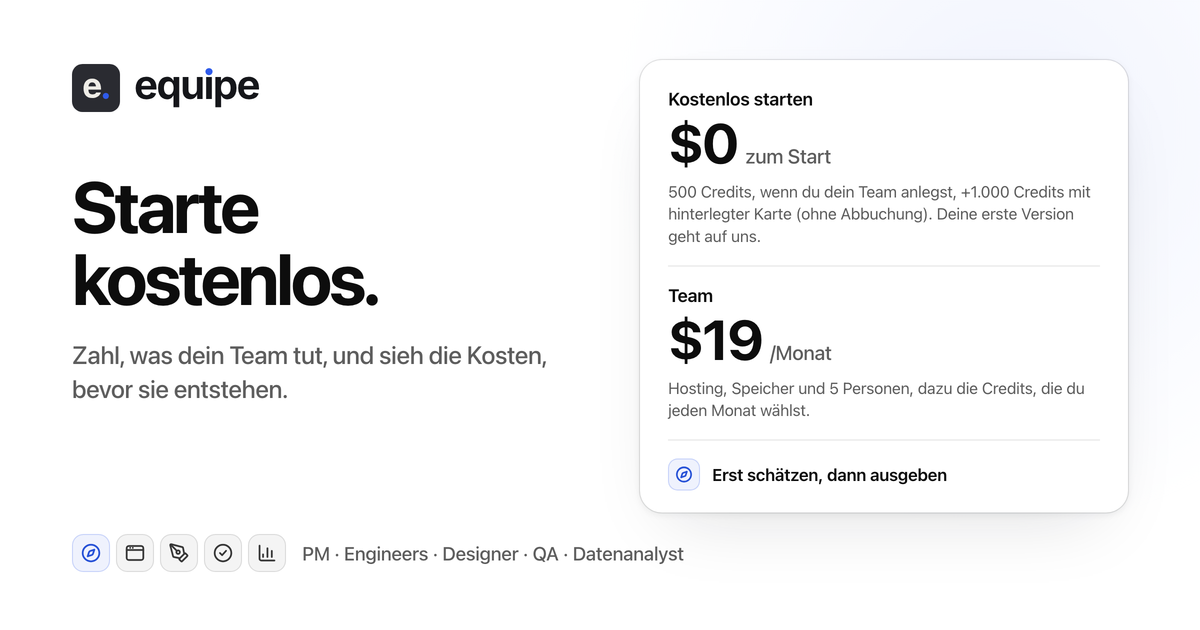 e. equipe
Starte
kostenlos.
Zahl, was dein Team tut, und sieh die Kosten,
bevor sie entstehen.
PM · Engineers · Designer · QA · Datenanalyst
Kostenlos starten
$0 zum Start
500 Credits, wenn du dein Team anlegst, +1.000 Credits mit
hinterlegter Karte (ohne Abbuchung). Deine erste Version
geht auf uns.
Team
$19 /Monat
Hosting, Speicher und 5 Personen, dazu die Credits, die du
jeden Monat wählst.
Erst schätzen, dann ausgeben